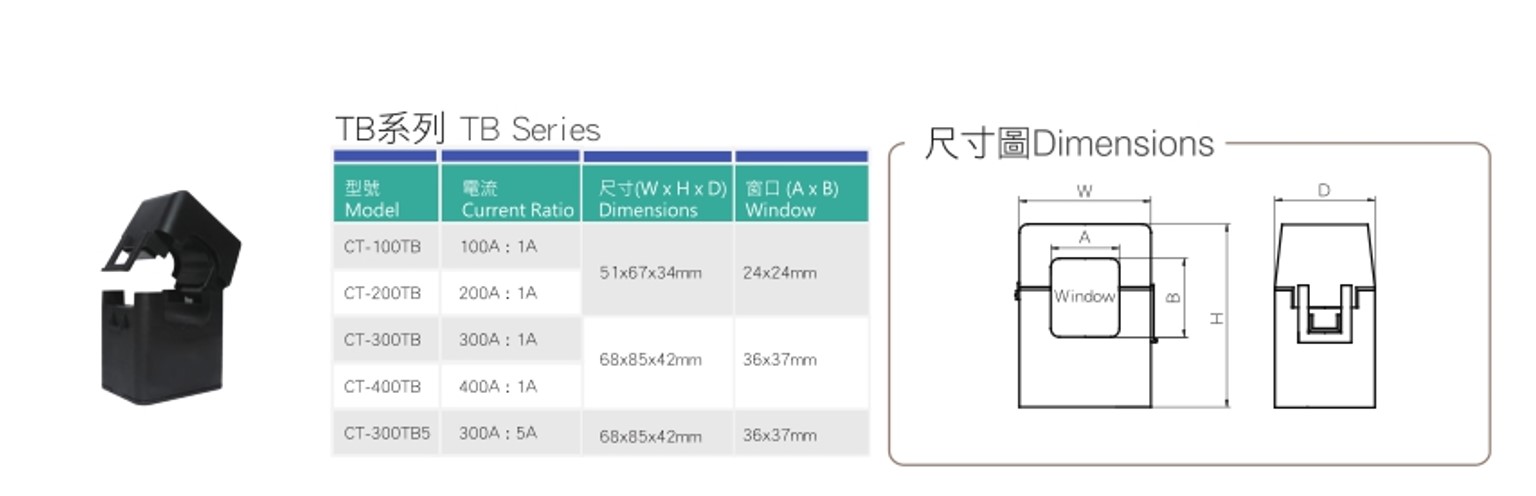 TB系列 TB Series
型號 電流 尺寸(W x H x D) 窗口 (A x B)
Model Current Ratio Dimensions Window
CT-100TB 100A : 1A 51x67x34mm 24x24mm
CT-200TB 200A : 1A
CT-300TB 300A : 1A 68x85x42mm 36x37mm
CT-400TB 400A : 1A
CT-300TB5 300A : 5A 68x85x42mm 36x37mm
尺寸圖Dimensions
W
A
Window
B
H
D